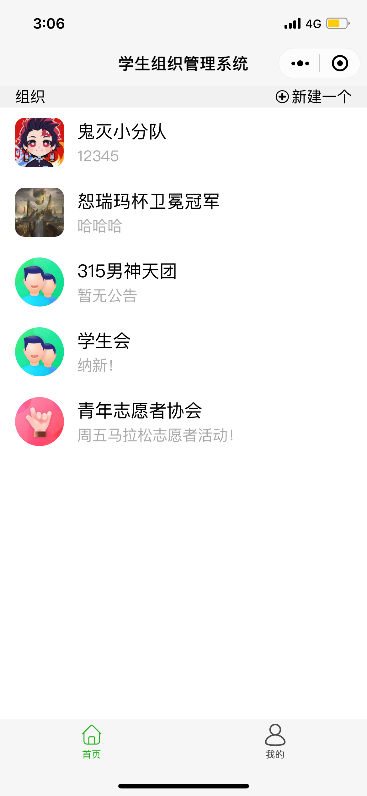 3:06
4G
学生组织管理系统
组织
新建一个
鬼灭小分队
12345
恕瑞玛杯卫冕冠军
哈哈哈
315男神天团
暂无公告
学生会
纳新！
青年志愿者协会
周五马拉松志愿者活动！
首页
我的